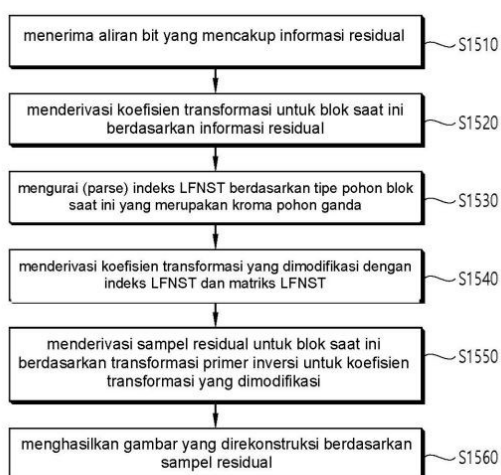 menerima aliran bit yang mencakup informasi residual
S1510
menderivasi koefisien transformasi untuk blok saat ini
berdasarkan informasi residual
S1520
mengurai (parse) indeks LFNST berdasarkan tipe pohon blok
saat ini yang merupakan kroma pohon ganda
S1530
menderivasi koefisien transformasi yang dimodifikasi dengan
indeks LFNST dan matriks LFNST
S1540
menderivasi sampel residual untuk blok saat ini
berdasarkan transformasi primer inversi untuk koefisien
transformasi yang dimodifikasi
S1550
menghasilkan gambar yang direkonstruksi berdasarkan
sampel residual
S1560